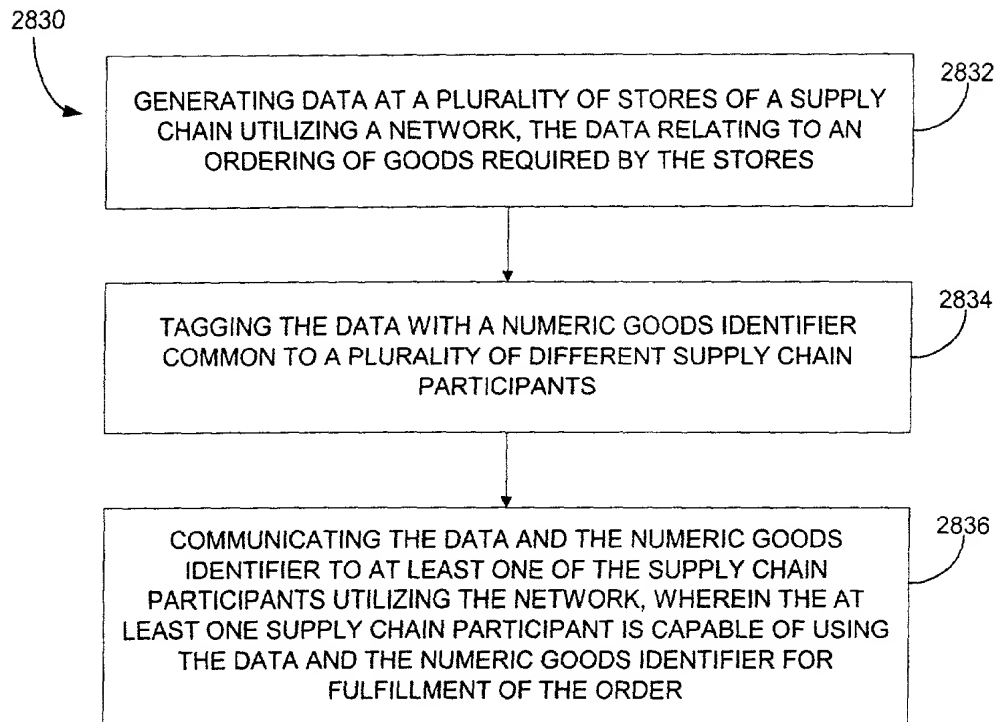 2830
2832
GENERATING DATA AT A PLURALITY OF STORES OF A SUPPLY
CHAIN UTILIZING A NETWORK, THE DATA RELATING TO AN
ORDERING OF GOODS REQUIRED BY THE STORES
2834
TAGGING THE DATA WITH A NUMERIC GOODS IDENTIFIER
COMMON TO A PLURALITY OF DIFFERENT SUPPLY CHAIN
PARTICIPANTS
2836
COMMUNICATING THE DATA AND THE NUMERIC GOODS
IDENTIFIER TO AT LEAST ONE OF THE SUPPLY CHAIN
PARTICIPANTS UTILIZING THE NETWORK, WHEREIN THE AT
LEAST ONE SUPPLY CHAIN PARTICIPANT IS CAPABLE OF USING
THE DATA AND THE NUMERIC GOODS IDENTIFIER FOR
FULFILLMENT OF THE ORDER